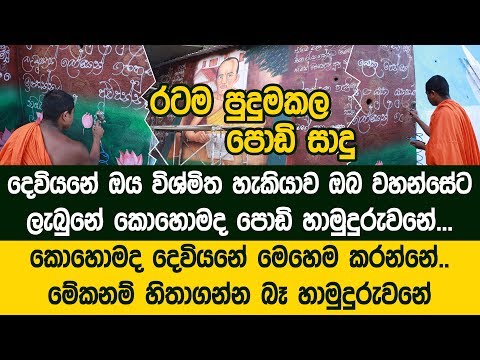 රටම පුදුමකල
පොඩි සාදු
දෙවියනේ ඔය විශ්මිත හැකියාව ඔබ වහන්සේට
ලැබුනේ කොහොමද පොඩි හාමුදුරුවනේ...
කොහොමද දෙවියනේ මෙහෙම කරන්නේ..
මේකනම් හිතාගන්න බෑ හාමුදුරුවනේ